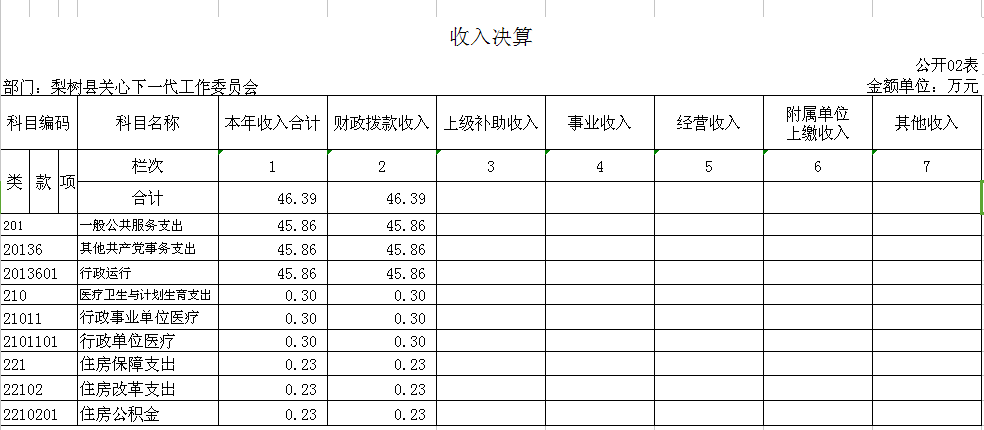 收入决算
公开02表
部门：梨树县关心下一代工作委员会 金额单位：万元
科目编码 科目名称 本年收入合计 财政拨款收入 上级补助收入 事业收入 经营收入 附属单位上缴收入 其他收入
类 款 项 栏次 1 2 3 4 5 6 7
合计 46.39 46.39
201 一般公共服务支出 45.86 45.86
20136 其他共产党事务支出 45.86 45.86
2013601 行政运行 45.86 45.86
210 医疗卫生与计划生育支出 0.30 0.30
21011 行政事业单位医疗 0.30 0.30
2101101 行政单位医疗 0.30 0.30
221 住房保障支出 0.23 0.23
22102 住房改革支出 0.23 0.23
2210201 住房公积金 0.23 0.23